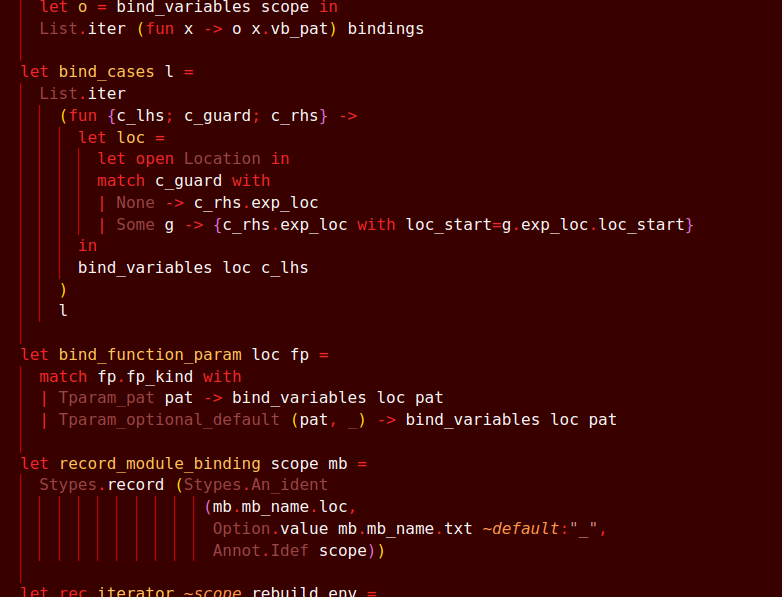 let o = bind_variables scope in
List.iter (fun x -> o x.vb_pat) bindings
let bind_cases l =
List.iter
(fun {c_lhs; c_guard; c_rhs} ->
let loc =
let open Location in
match c_guard with
| None -> c_rhs.exp_loc
| Some g -> {c_rhs.exp_loc with loc_start=g.exp_loc.loc_start}
in
bind_variables loc c_lhs
)
l
let bind_function_param loc fp =
match fp.fp_kind with
| Tparam_pat pat -> bind_variables loc pat
| Tparam_optional_default (pat, _) -> bind_variables loc pat
let record_module_binding scope mb =
Stypes.record (Stypes.An_ident
(mb.mb_name.loc,
Option.value mb.mb_name.txt ~default:"_",
Annot.Idef scope))
let rec iterator ~scope rebuild_env =